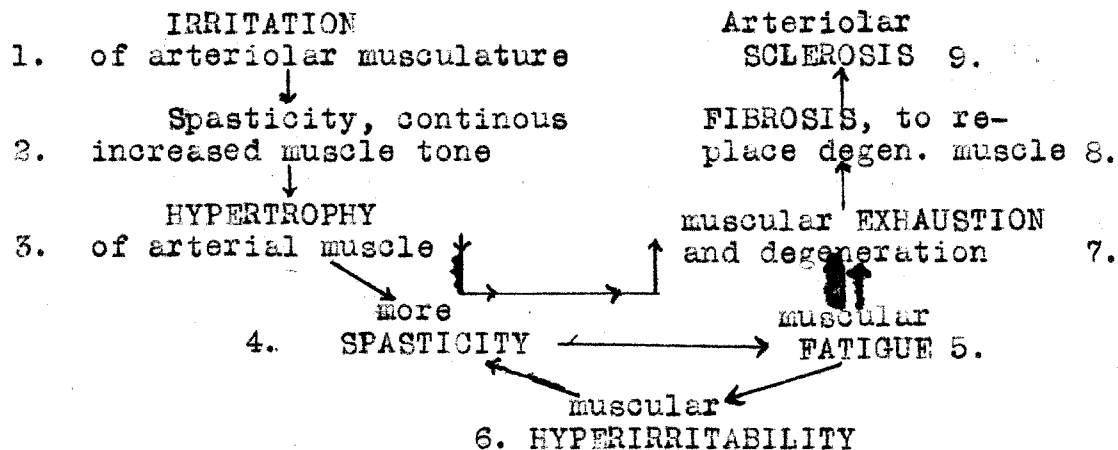 IRRITATION
1. of arteriolar musculature
Spasticity, continous
2. increased muscle tone
HYPERTROPHY
3. of arterial muscle
more
4. SPASTICITY
muscular
FATIGUE 5.
muscular
6. HYPERIRRITABILITY
muscular EXHAUSTION
and degeneration 7.
FIBROSIS, to re-
place degen. muscle 8.
Arteriolar
SCLEROSIS 9.